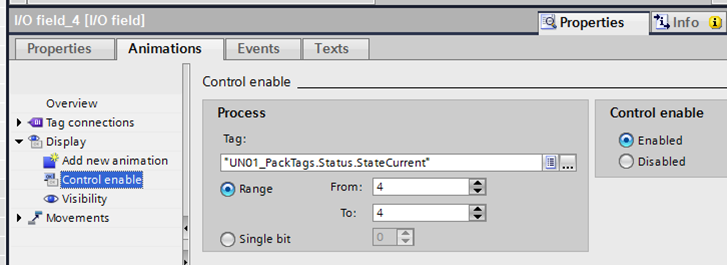 I/O field_4 [I/O field]
Properties
Info
Properties
Animations
Events
Texts
Control enable
Overview
Tag connections
Display
Add new animation
Control enable
Visibility
Movements
Process
Tag:
"UN01_PackTags.Status.StateCurrent"
...
Range
From:
4
To:
4
Single bit
0
Control enable
Enabled
Disabled